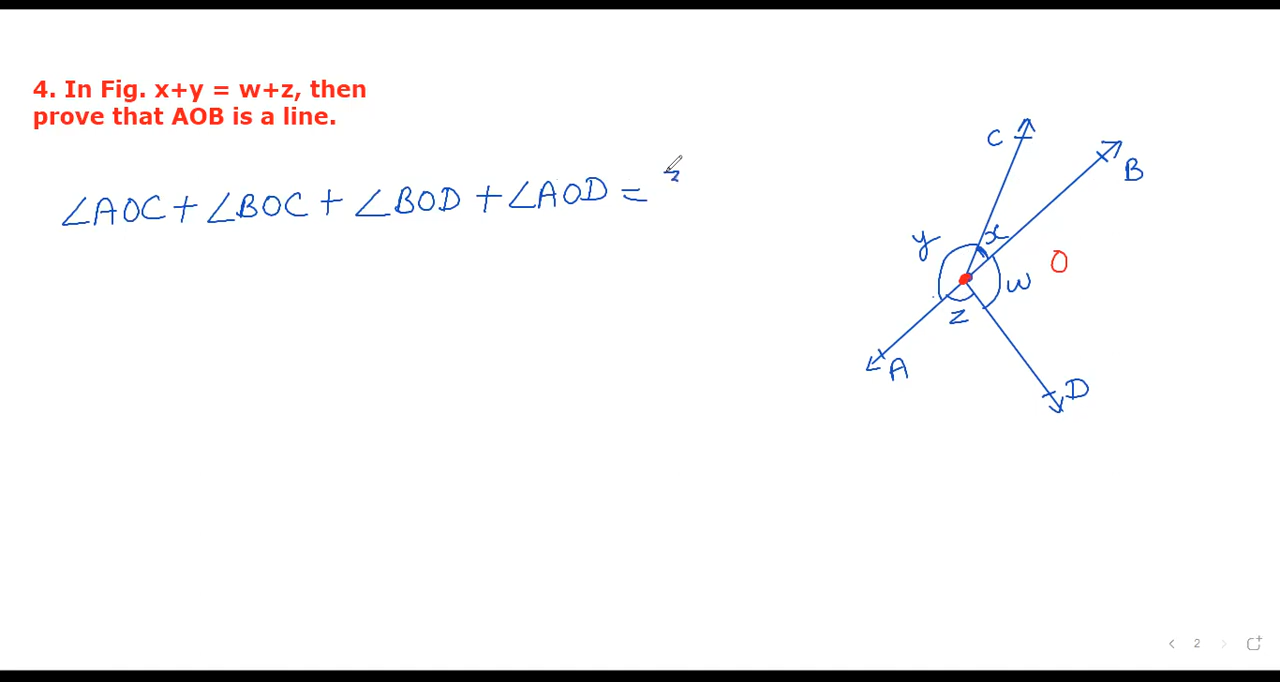 4. In Fig. x+y = w+z, then
prove that AOB is a line.
∠AOC + ∠BOC + ∠BOD + ∠AOD =
C
B
x
y
O
w
z
A
D
2